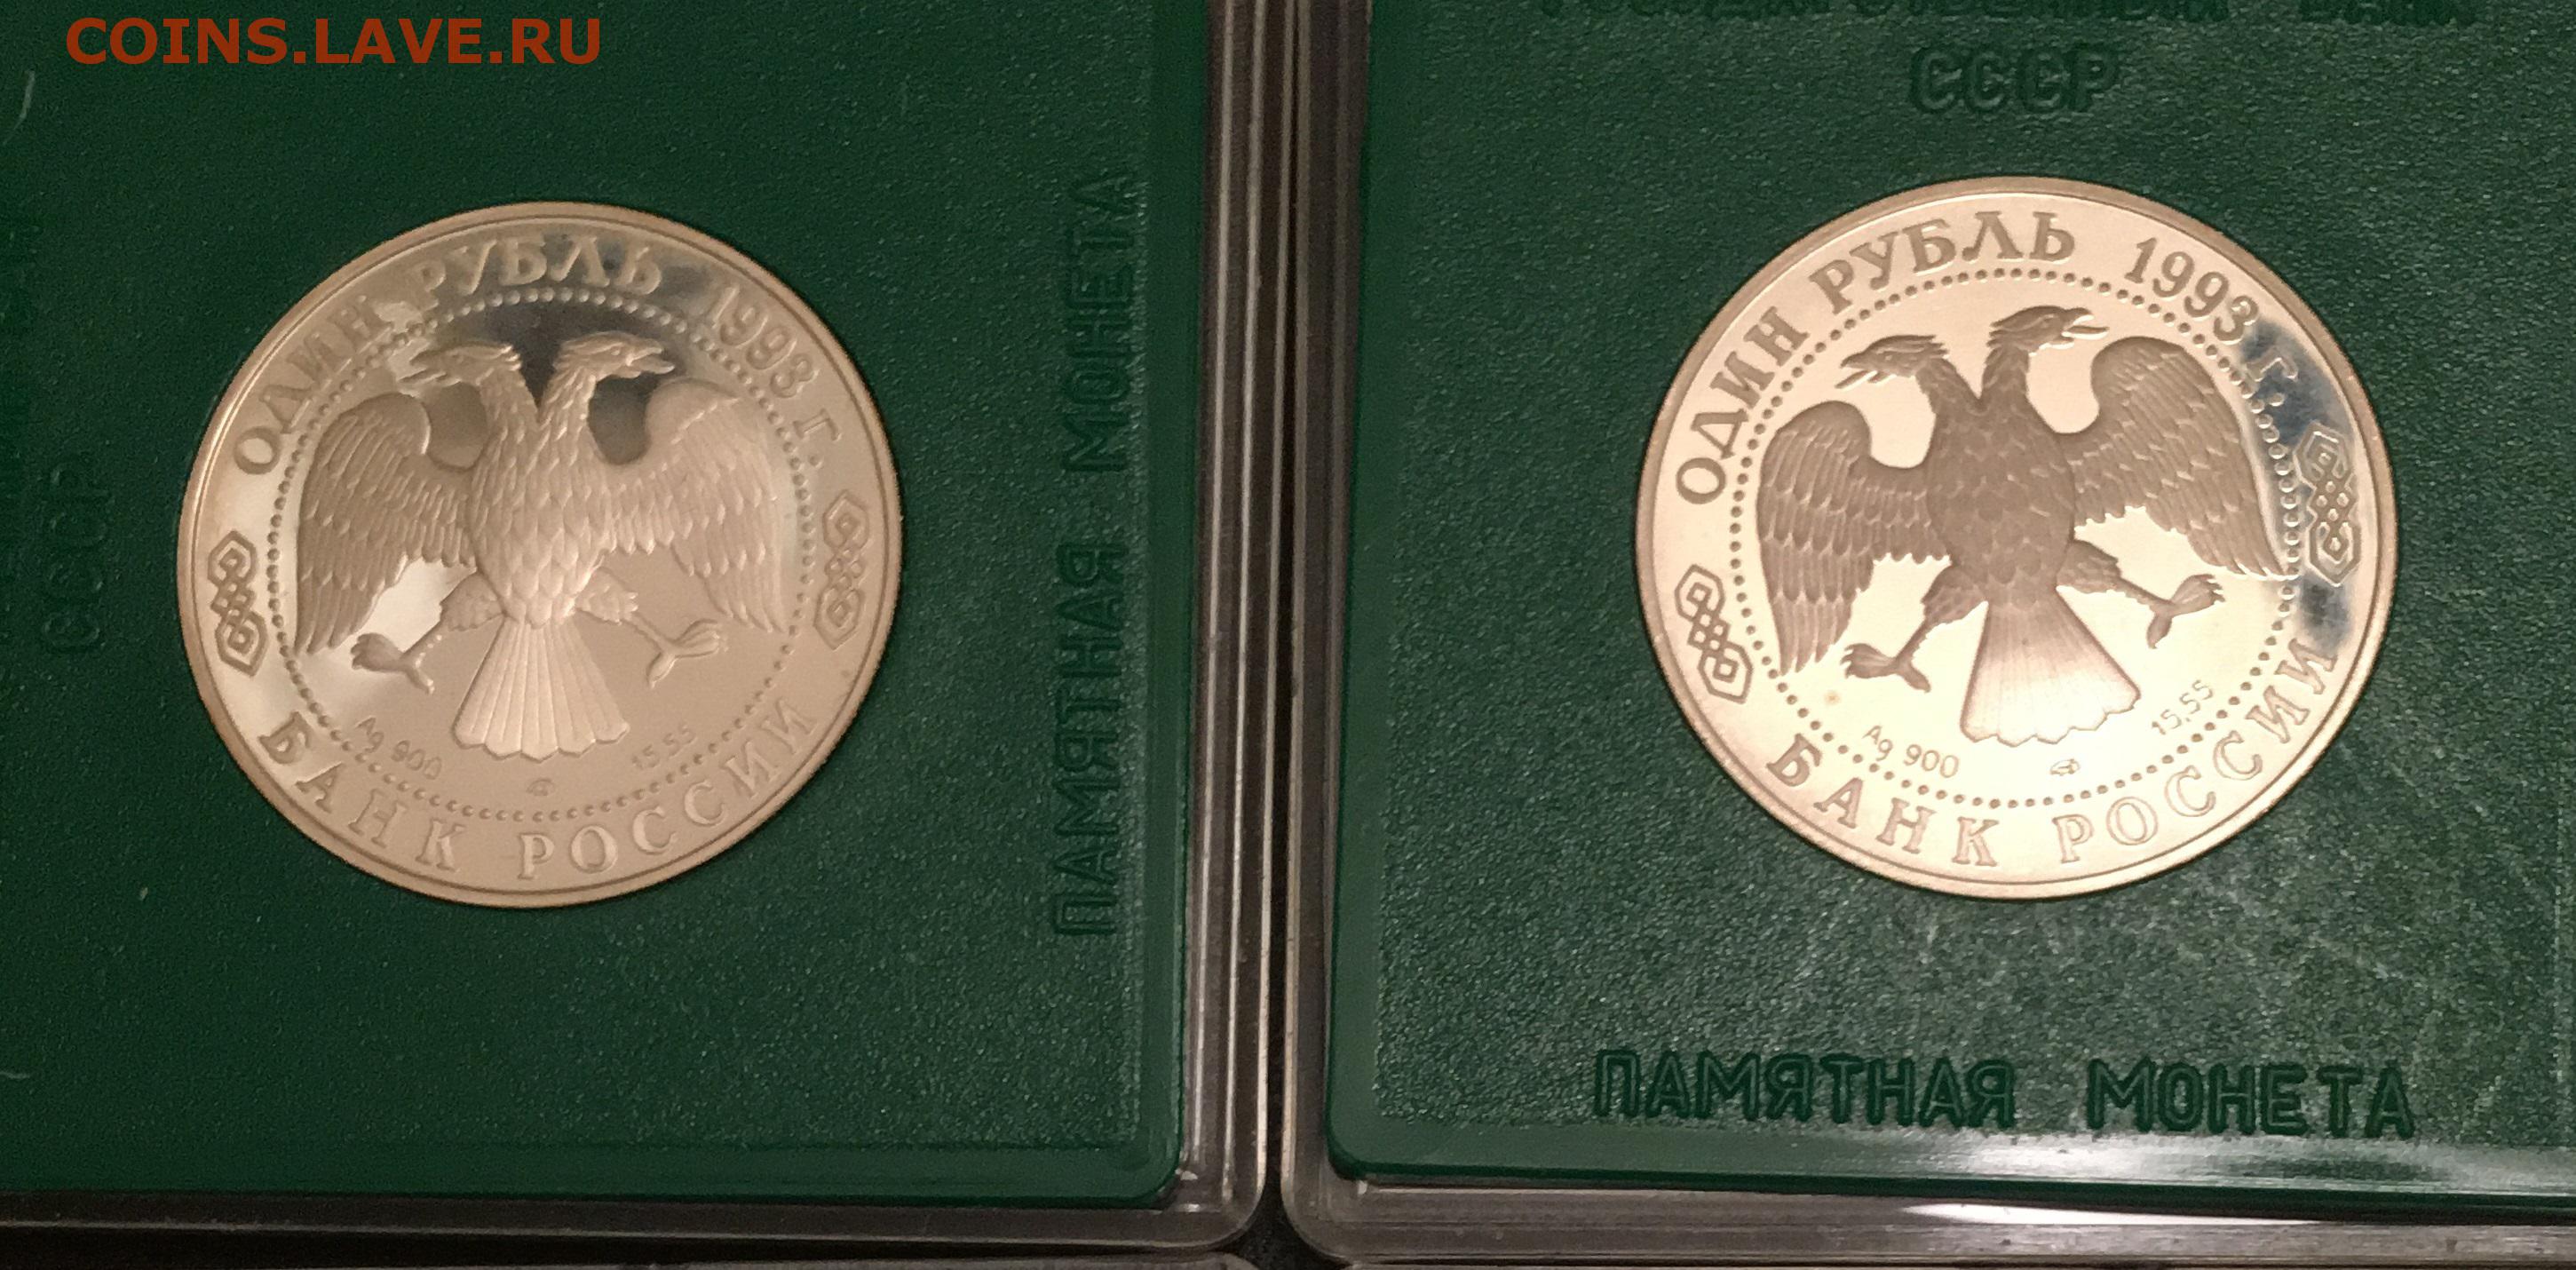 COINS.LAVE.RU
СССР
ПАМЯТНАЯ МОНЕТА
ОДИН РУБЛЬ 1993 г.
Ag 900 15,55
БАНК РОССИИ
СССР
ОДИН РУБЛЬ 1993 г.
Ag 900 15,55
БАНК РОССИИ
ПАМЯТНАЯ МОНЕТА